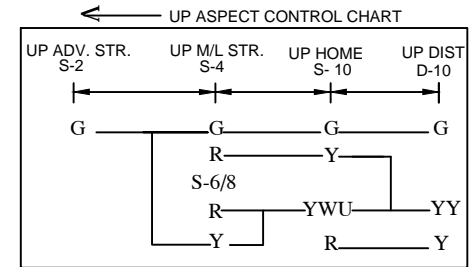 UP ASPECT CONTROL CHART
UP ADV. STR. UP M/L STR. UP HOME UP DIST
S-2 S-4 S- 10 D-10
G G G G
R Y
S-6/8
R YWU YY
Y R Y